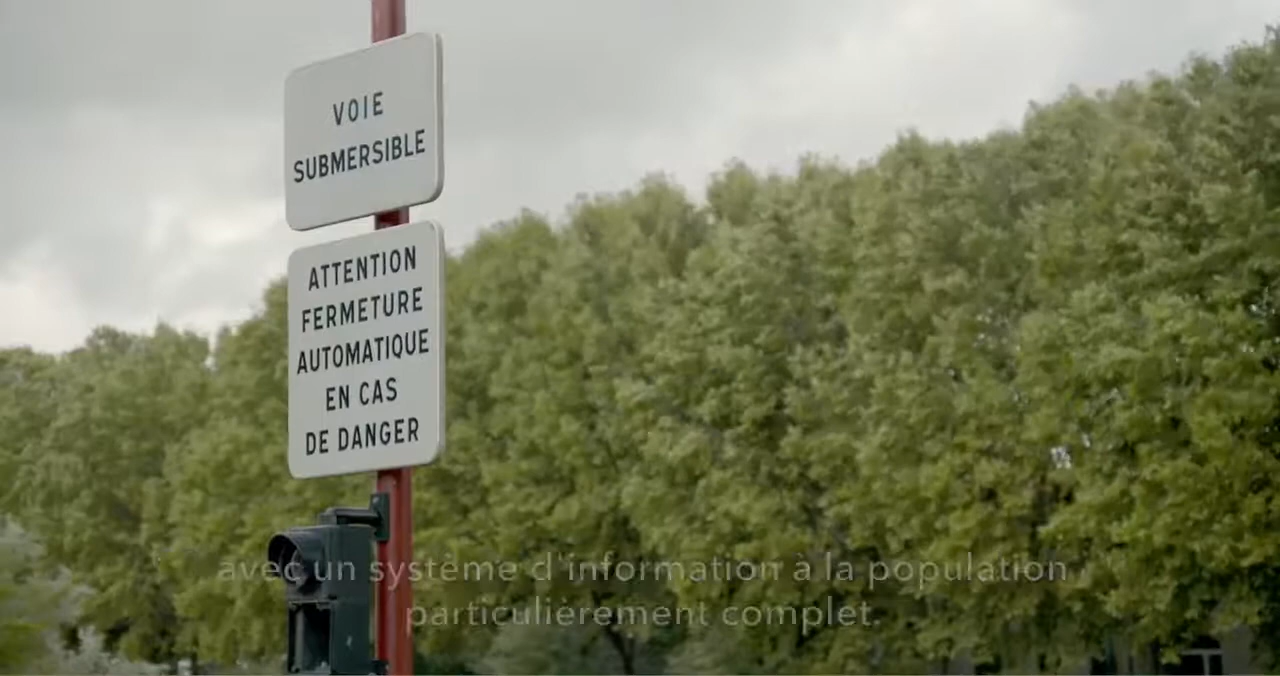 VOIE
SUBMERSIBLE
ATTENTION
FERMETURE
AUTOMATIQUE
EN CAS
DE DANGER
avec un système d'information à la population
particulièrement complet.